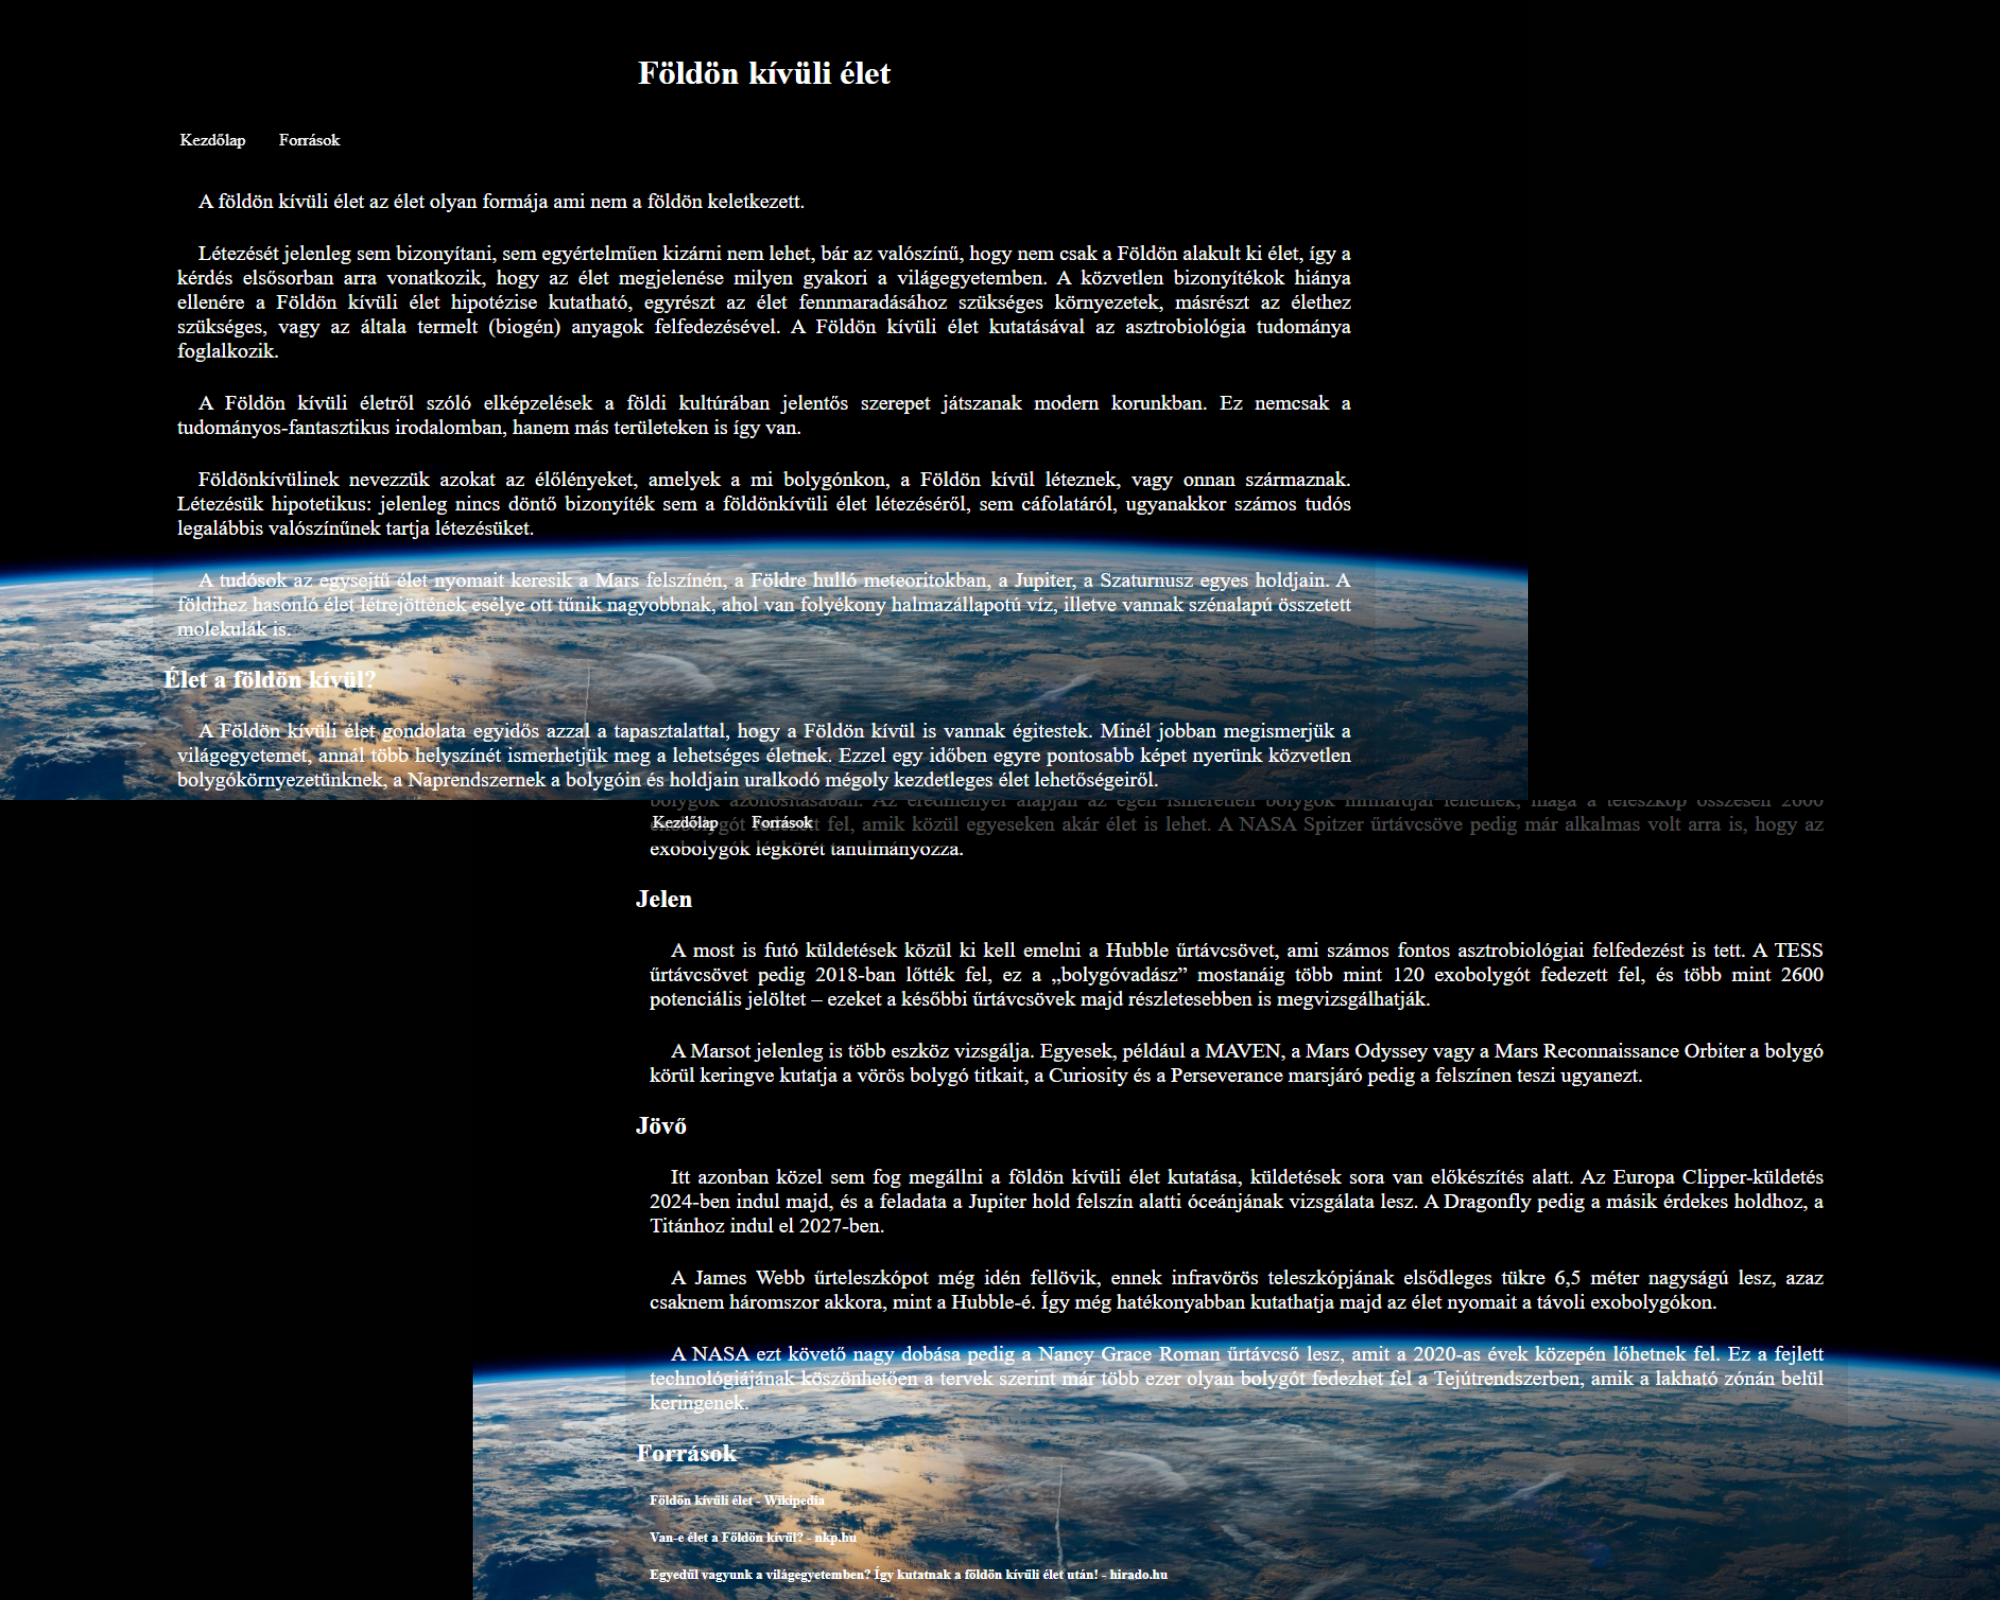 Földön kívüli élet
Kezdőlap Források
A földön kívüli élet az élet olyan formája ami nem a földön keletkezett.
Létezését jelenleg sem bizonyítani, sem egyértelműen kizárni nem lehet, bár az valószínű, hogy nem csak a Földön alakult ki élet, így a
kérdés elsősorban arra vonatkozik, hogy az élet megjelenése milyen gyakori a világegyetemben. A közvetlen bizonyítékok hiánya
ellenére a Földön kívüli élet hipotézise kutatható, egyrészt az élet fennmaradásához szükséges környezetek, másrészt az élethez
szükséges, vagy az általa termelt (biogén) anyagok felfedezésével. A Földön kívüli élet kutatásával az asztrobiológia tudománya
foglalkozik.
A Földön kívüli életről szóló elképzelések a földi kultúrában jelentős szerepet játszanak modern korunkban. Ez nemcsak a
tudományos-fantasztikus irodalomban, hanem más területeken is így van.
Földönkívülinek nevezzük azokat az élőlényeket, amelyek a mi bolygónkon, a Földön kívül léteznek, vagy onnan származnak.
Létezésük hipotetikus: jelenleg nincs döntő bizonyíték sem a földönkívüli élet létezéséről, sem cáfolatáról, ugyanakkor számos tudós
legalábbis valószínűnek tartja létezésüket.
A tudósok az egysejtű élet nyomait keresik a Mars felszínén, a Földre hulló meteoritokban, a Jupiter, a Szaturnusz egyes holdjain. A
földihez hasonló élet létrejöttének esélye ott tűnik nagyobbnak, ahol van folyékony halmazállapotú víz, illetve vannak szénalapú összetett
molekulák is.
Élet a földön kívül?
A Földön kívüli élet gondolata egyidős azzal a tapasztalattal, hogy a Földön kívül is vannak égitestek. Minél jobban megismerjük a
világegyetemet, annál több helyszínét ismerhetjük meg a lehetséges életnek. Ezzel egy időben egyre pontosabb képet nyerünk közvetlen
bolygókörnyezetünknek, a Naprendszernek a bolygóin és holdjain uralkodó mégoly kezdetleges élet lehetőségeiről.
bolygók azonosításában. Az eredményei alapján az égen ismeretlen bolygók milliárdjai lehetnek, maga a teleszkóp összesen 2600
Kezdőlap Források
exobolygót fedezett fel, amik közül egyeseken akár élet is lehet. A NASA Spitzer űrtávcsöve pedig már alkalmas volt arra is, hogy az
exobolygók légkörét tanulmányozza.
Jelen
A most is futó küldetések közül ki kell emelni a Hubble űrtávcsövet, ami számos fontos asztrobiológiai felfedezést is tett. A TESS
űrtávcsövet pedig 2018-ban lőtték fel, ez a „bolygóvadász” mostanáig több mint 120 exobolygót fedezett fel, és több mint 2600
potenciális jelöltet – ezeket a későbbi űrtávcsövek majd részletesebben is megvizsgálhatják.
A Marsot jelenleg is több eszköz vizsgálja. Egyesek, például a MAVEN, a Mars Odyssey vagy a Mars Reconnaissance Orbiter a bolygó
körül keringve kutatja a vörös bolygó titkait, a Curiosity és a Perseverance marsjáró pedig a felszínen teszi ugyanezt.
Jövő
Itt azonban közel sem fog megállni a földön kívüli élet kutatása, küldetések sora van előkészítés alatt. Az Europa Clipper-küldetés
2024-ben indul majd, és a feladata a Jupiter hold felszín alatti óceánjának vizsgálata lesz. A Dragonfly pedig a másik érdekes holdhoz, a
Titánhoz indul el 2027-ben.
A James Webb űrteleszkópot még idén fellövik, ennek infravörös teleszkópjának elsődleges tükre 6,5 méter nagyságú lesz, azaz
csaknem háromszor akkora, mint a Hubble-é. Így még hatékonyabban kutathatja majd az élet nyomait a távoli exobolygókon.
A NASA ezt követő nagy dobása pedig a Nancy Grace Roman űrtávcső lesz, amit a 2020-as évek közepén lőhetnek fel. Ez a fejlett
technológiájának köszönhetően a tervek szerint már több ezer olyan bolygót fedezhet fel a Tejútrendszerben, amik a lakható zónán belül
keringenek.
Források
Földön kívüli élet - Wikipedia
Van-e élet a Földön kívül? - nkp.hu
Egyedül vagyunk a világegyetemben? Így kutatnak a földön kívüli élet után! - hirado.hu